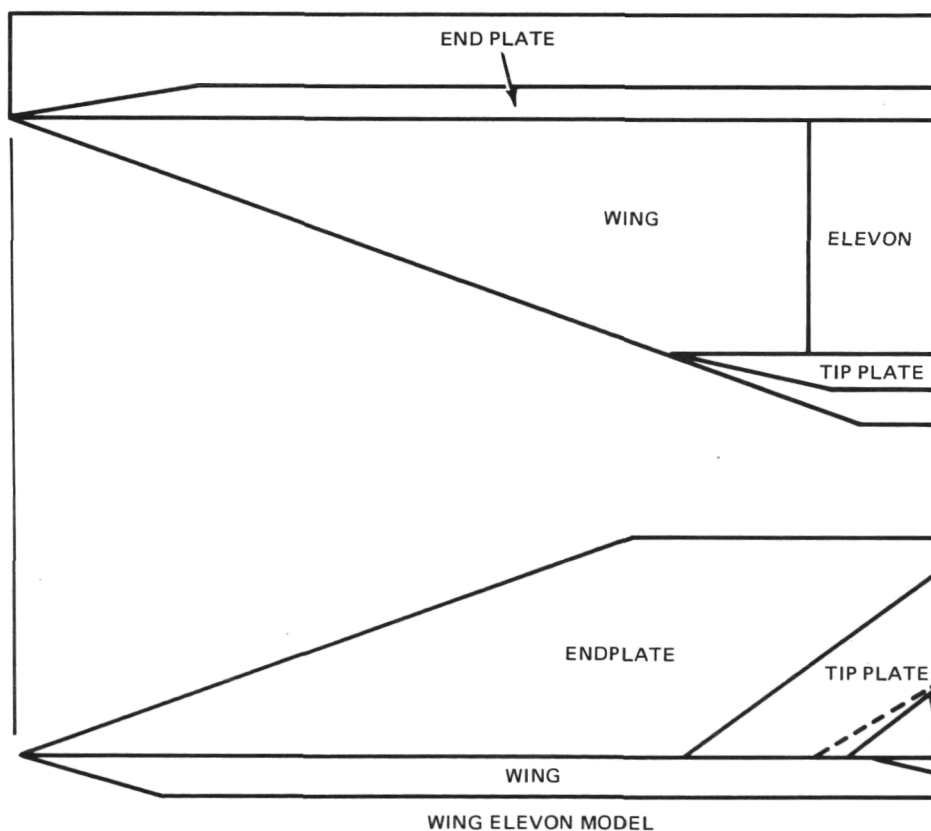 END PLATE
WING
ELEVON
TIP PLATE
ENDPLATE
TIP PLATE
WING
WING ELEVON MODEL